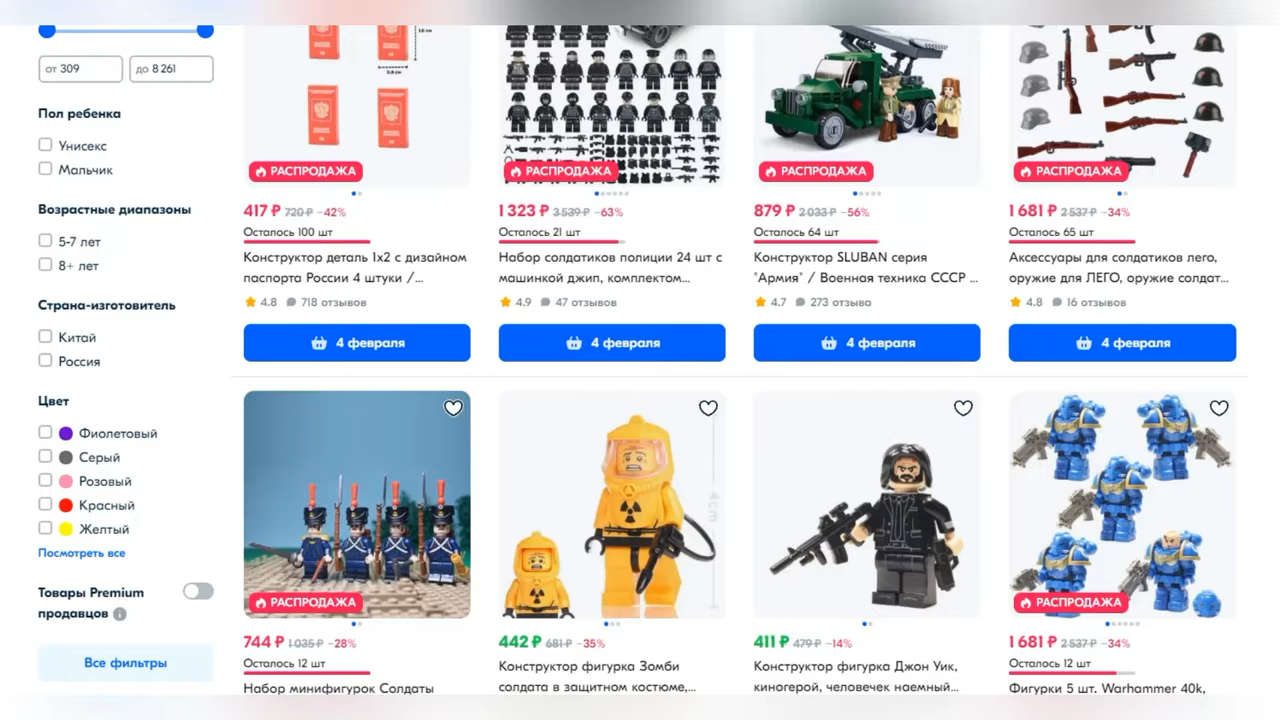 от 309
до 8 261
Пол ребенка
Унисекс
Мальчик
Возрастные диапазоны
5-7 лет
8+ лет
Страна-изготовитель
Китай
Россия
Цвет
Фиолетовый
Серый
Розовый
Красный
Желтый
Посмотреть все
Товары Premium
продавцов
Все фильтры
1,6 см
0,8 см
РАСПРОДАЖА
417 ₽ 720 ₽ −42%
Осталось 100 шт
Конструктор деталь 1x2 с дизайном
паспорта России 4 штуки /...
4.8 718 отзывов
4 февраля
РАСПРОДАЖА
1 323 ₽ 3 539 ₽ −63%
Осталось 21 шт
Набор солдатиков полиции 24 шт с
машинкой джип, комплектом...
4.9 47 отзывов
4 февраля
РАСПРОДАЖА
879 ₽ 2 033 ₽ −56%
Осталось 64 шт
Конструктор SLUBAN серия
"Армия" / Военная техника СССР ...
4.7 273 отзыва
4 февраля
РАСПРОДАЖА
1 681 ₽ 2 537 ₽ −34%
Осталось 65 шт
Аксессуары для солдатиков лего,
оружие для ЛЕГО, оружие солдат...
4.8 16 отзывов
4 февраля
РАСПРОДАЖА
744 ₽ 1 035 ₽ −28%
Осталось 12 шт
Набор минифигурок Солдаты
4cm
442 ₽ 681 ₽ −35%
Конструктор фигурка Зомби
солдата в защитном костюме,...
411 ₽ 479 ₽ −14%
Конструктор фигурка Джон Уик,
киногерой, человечек наемный...
РАСПРОДАЖА
1 681 ₽ 2 537 ₽ −34%
Осталось 12 шт
Фигурки 5 шт. Warhammer 40k,